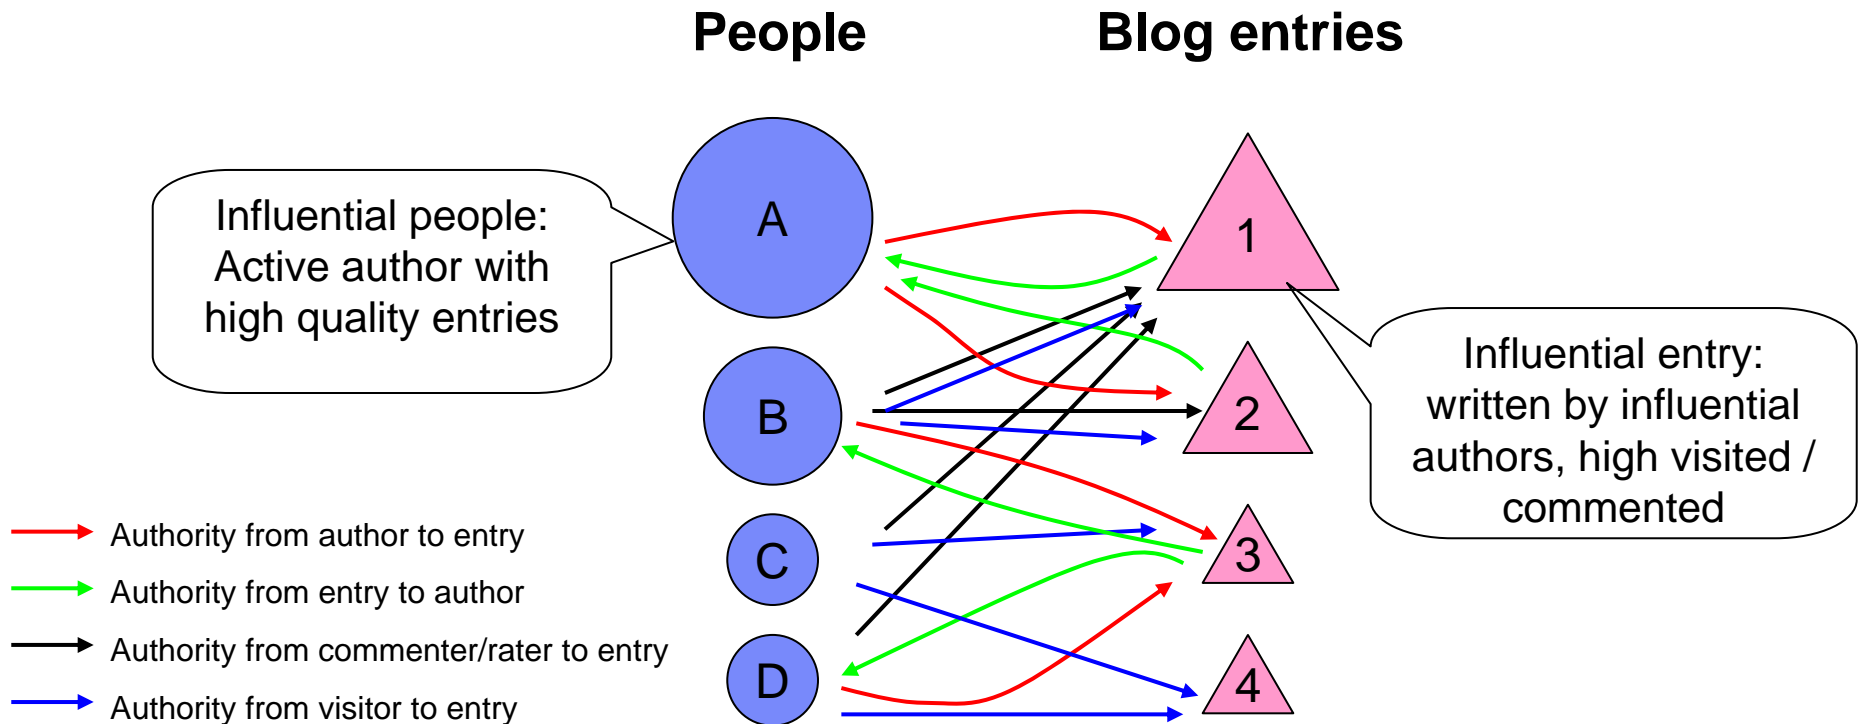 People
Blog entries
Influential people:
Active author with
high quality entries
A
B
C
D
1
2
3
4
Influential entry:
written by influential
authors, high visited /
commented
Authority from author to entry
Authority from entry to author
Authority from commenter/rater to entry
Authority from visitor to entry